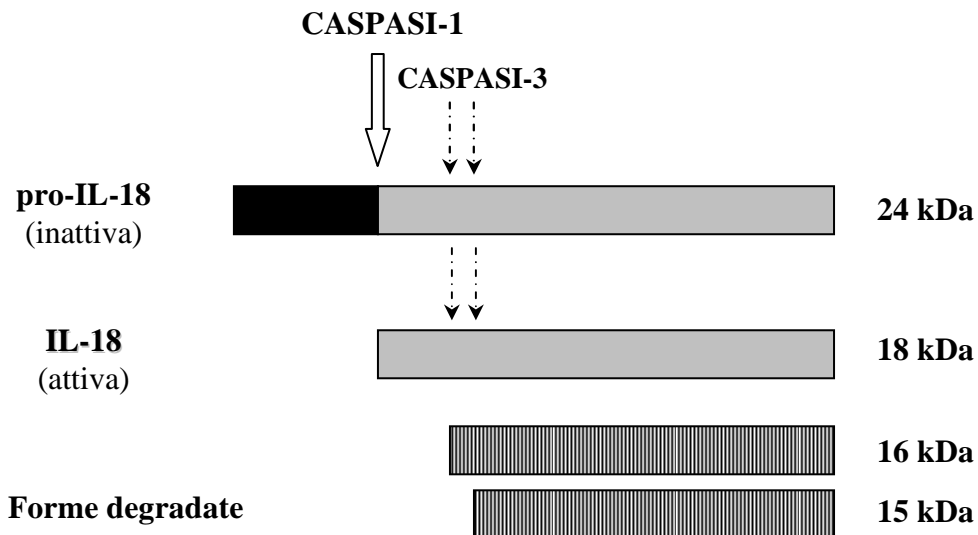 CASPASI-1
CASPASI-3
pro-IL-18
(inattiva)
24 kDa
IL-18
(attiva)
18 kDa
16 kDa
Forme degradate
15 kDa